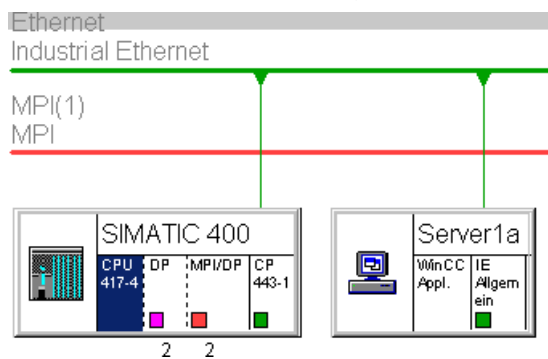 Ethernet
Industrial Ethernet
MPI(1)
MPI
SIMATIC 400
CPU 417-4
DP
MPI/DP
CP 443-1
2
2
Server1a
WinCC Appl.
IE Allgem ein